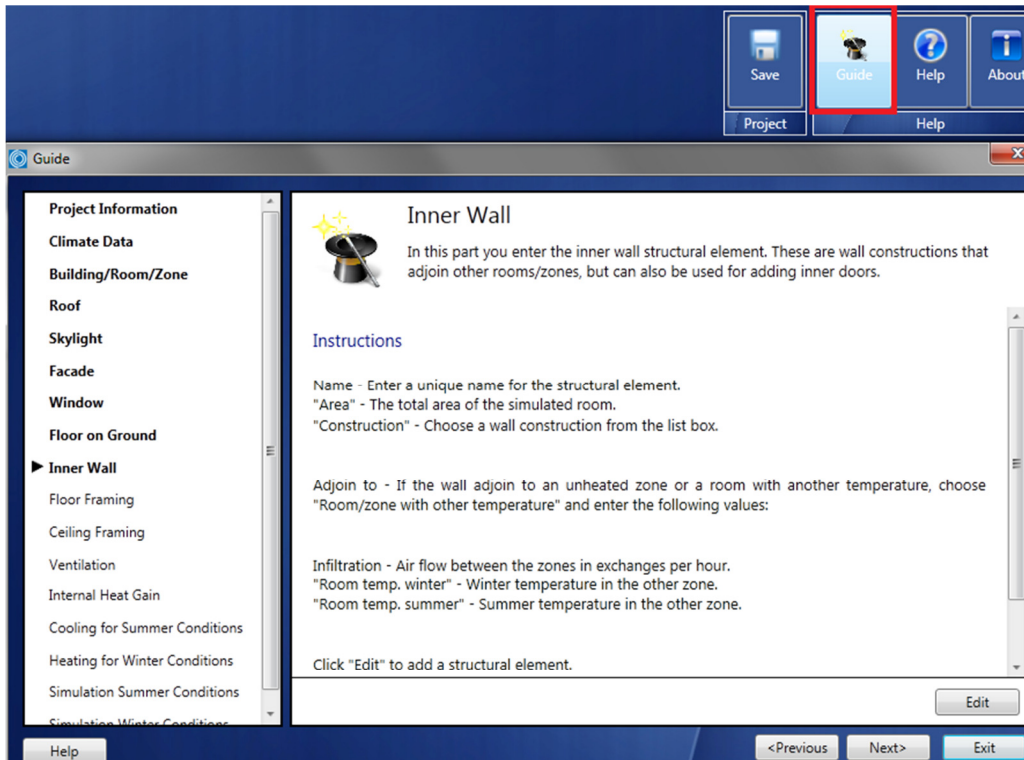 Save
Guide
Help
About
Project
Help
Guide
Project Information
Climate Data
Building/Room/Zone
Roof
Skylight
Facade
Window
Floor on Ground
Inner Wall
Floor Framing
Ceiling Framing
Ventilation
Internal Heat Gain
Cooling for Summer Conditions
Heating for Winter Conditions
Simulation Summer Conditions
Simulation Winter Conditions
Inner Wall
In this part you enter the inner wall structural element. These are wall constructions that
adjoin other rooms/zones, but can also be used for adding inner doors.
Instructions
Name - Enter a unique name for the structural element.
"Area" - The total area of the simulated room.
"Construction" - Choose a wall construction from the list box.
Adjoin to - If the wall adjoin to an unheated zone or a room with another temperature, choose
"Room/zone with other temperature" and enter the following values:
Infiltration - Air flow between the zones in exchanges per hour.
"Room temp. winter" - Winter temperature in the other zone.
"Room temp. summer" - Summer temperature in the other zone.
Click "Edit" to add a structural element.
Edit
Help
<Previous
Next>
Exit